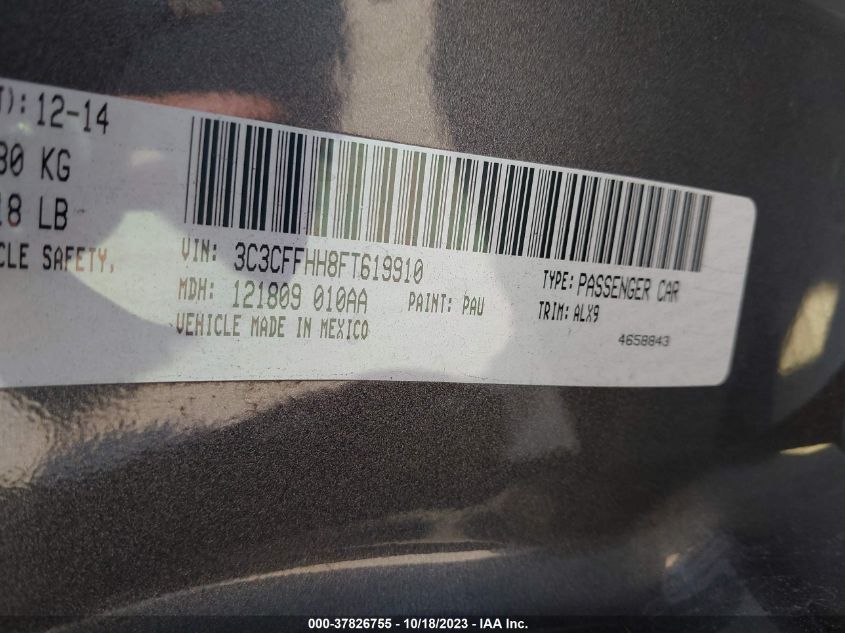 T): 12-14
30 KG
18 LB
CLE SAFETY,
VIN: 3C3CFFHH8FT619910
MDH: 121809 010AA PAINT: PAU
VEHICLE MADE IN MEXICO
TYPE: PASSENGER CAR
TRIM: ALX9
4658843
000-37826755 - 10/18/2023 - IAA Inc.